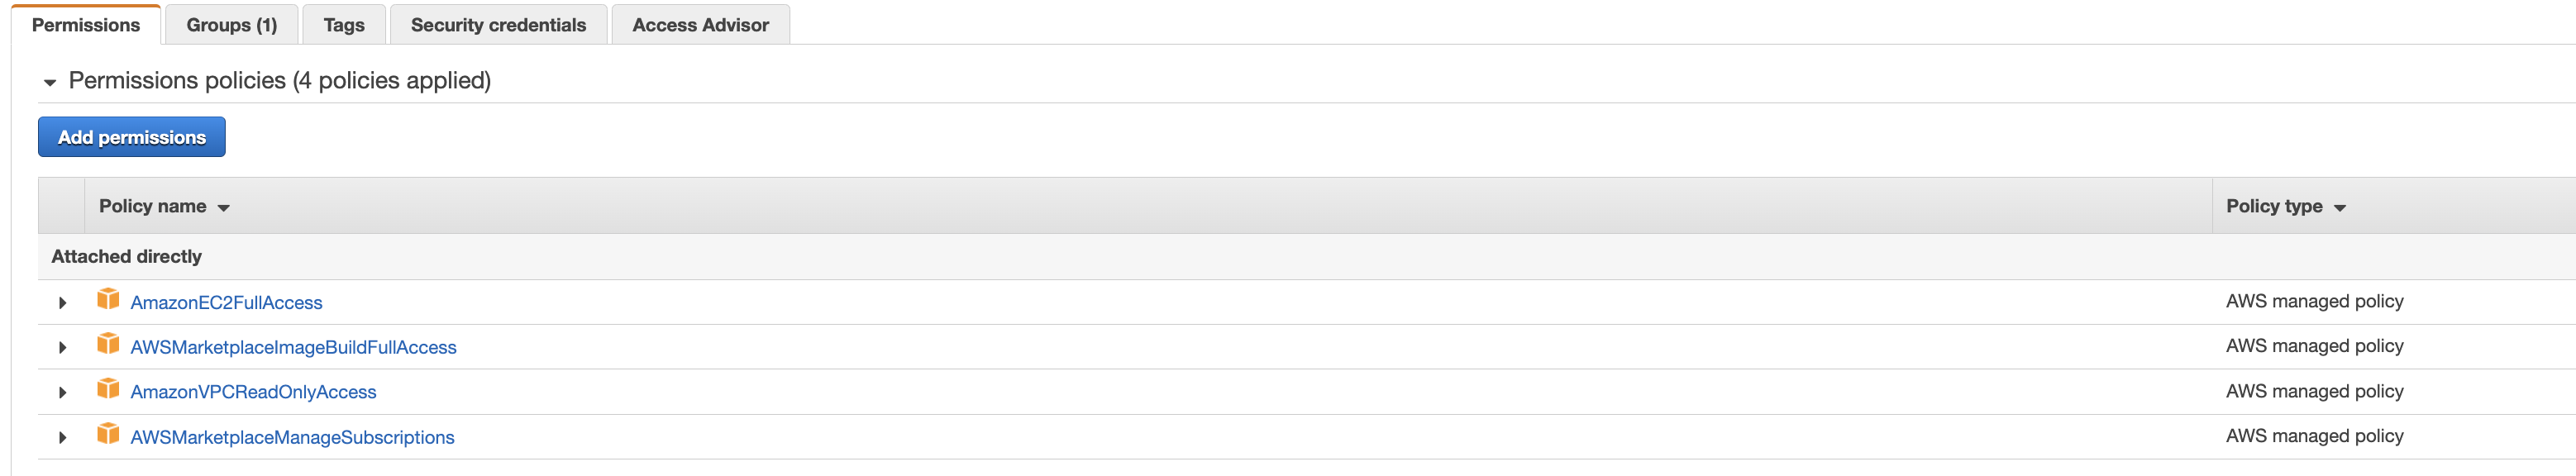 Permissions Groups (1) Tags Security credentials Access Advisor
Permissions policies (4 policies applied)
Add permissions
Policy name Policy type
Attached directly
AmazonEC2FullAccess AWS managed policy
AWSMarketplaceImageBuildFullAccess AWS managed policy
AmazonVPCReadOnlyAccess AWS managed policy
AWSMarketplaceManageSubscriptions AWS managed policy